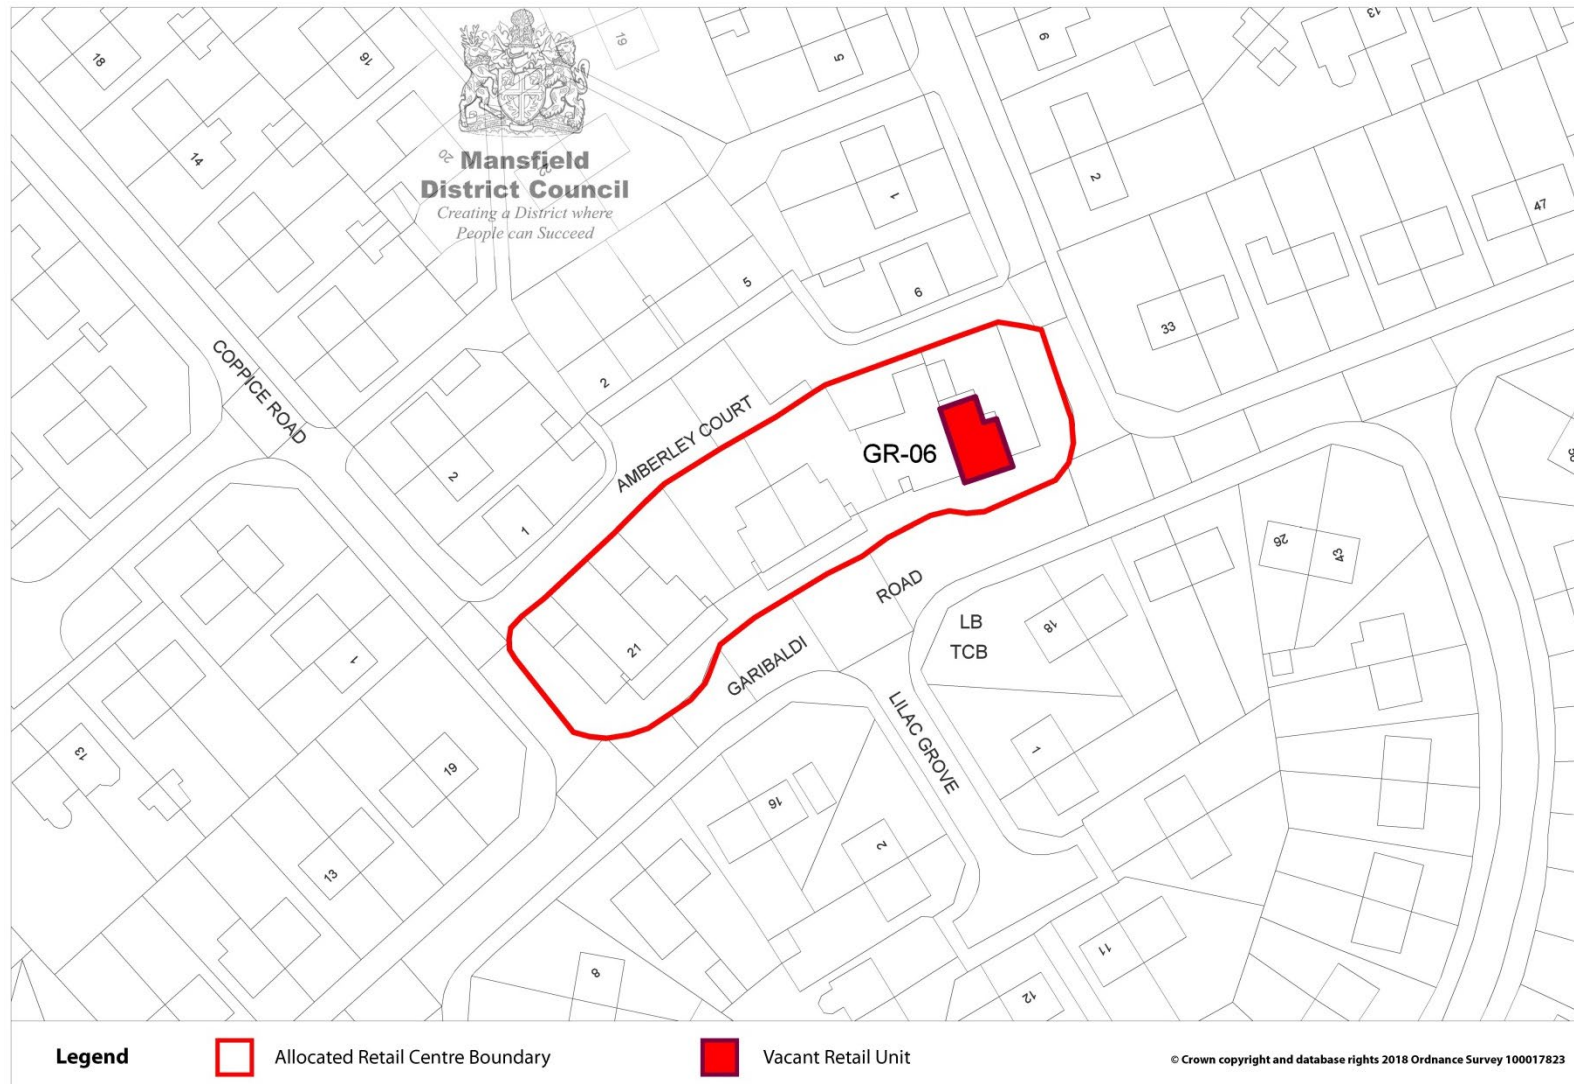 18
16
19
5
9
13
14
20
22
Mansfield
District Council
Creating a District where
People can Succeed
1
2
47
5
6
33
COPPICE ROAD
2
AMBERLEY COURT
GR-06
2
1
26
43
ROAD
LB
TCB
18
21
GARIBALDI
1
LILAC GROVE
1
13
19
16
2
13
11
8
12
Legend
Allocated Retail Centre Boundary
Vacant Retail Unit
© Crown copyright and database rights 2018 Ordnance Survey 100017823